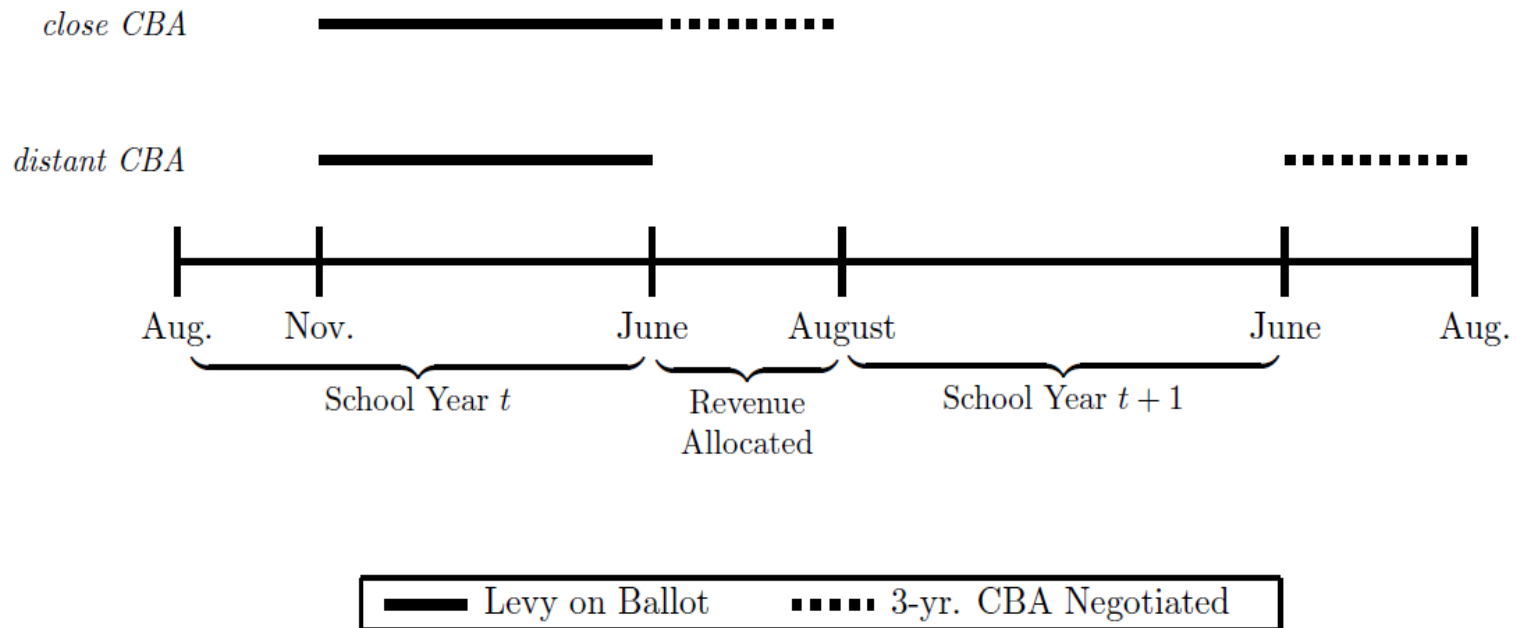 close CBA
distant CBA
Aug. Nov. June August June Aug.
School Year t Revenue Allocated School Year t + 1
Levy on Ballot 3-yr. CBA Negotiated